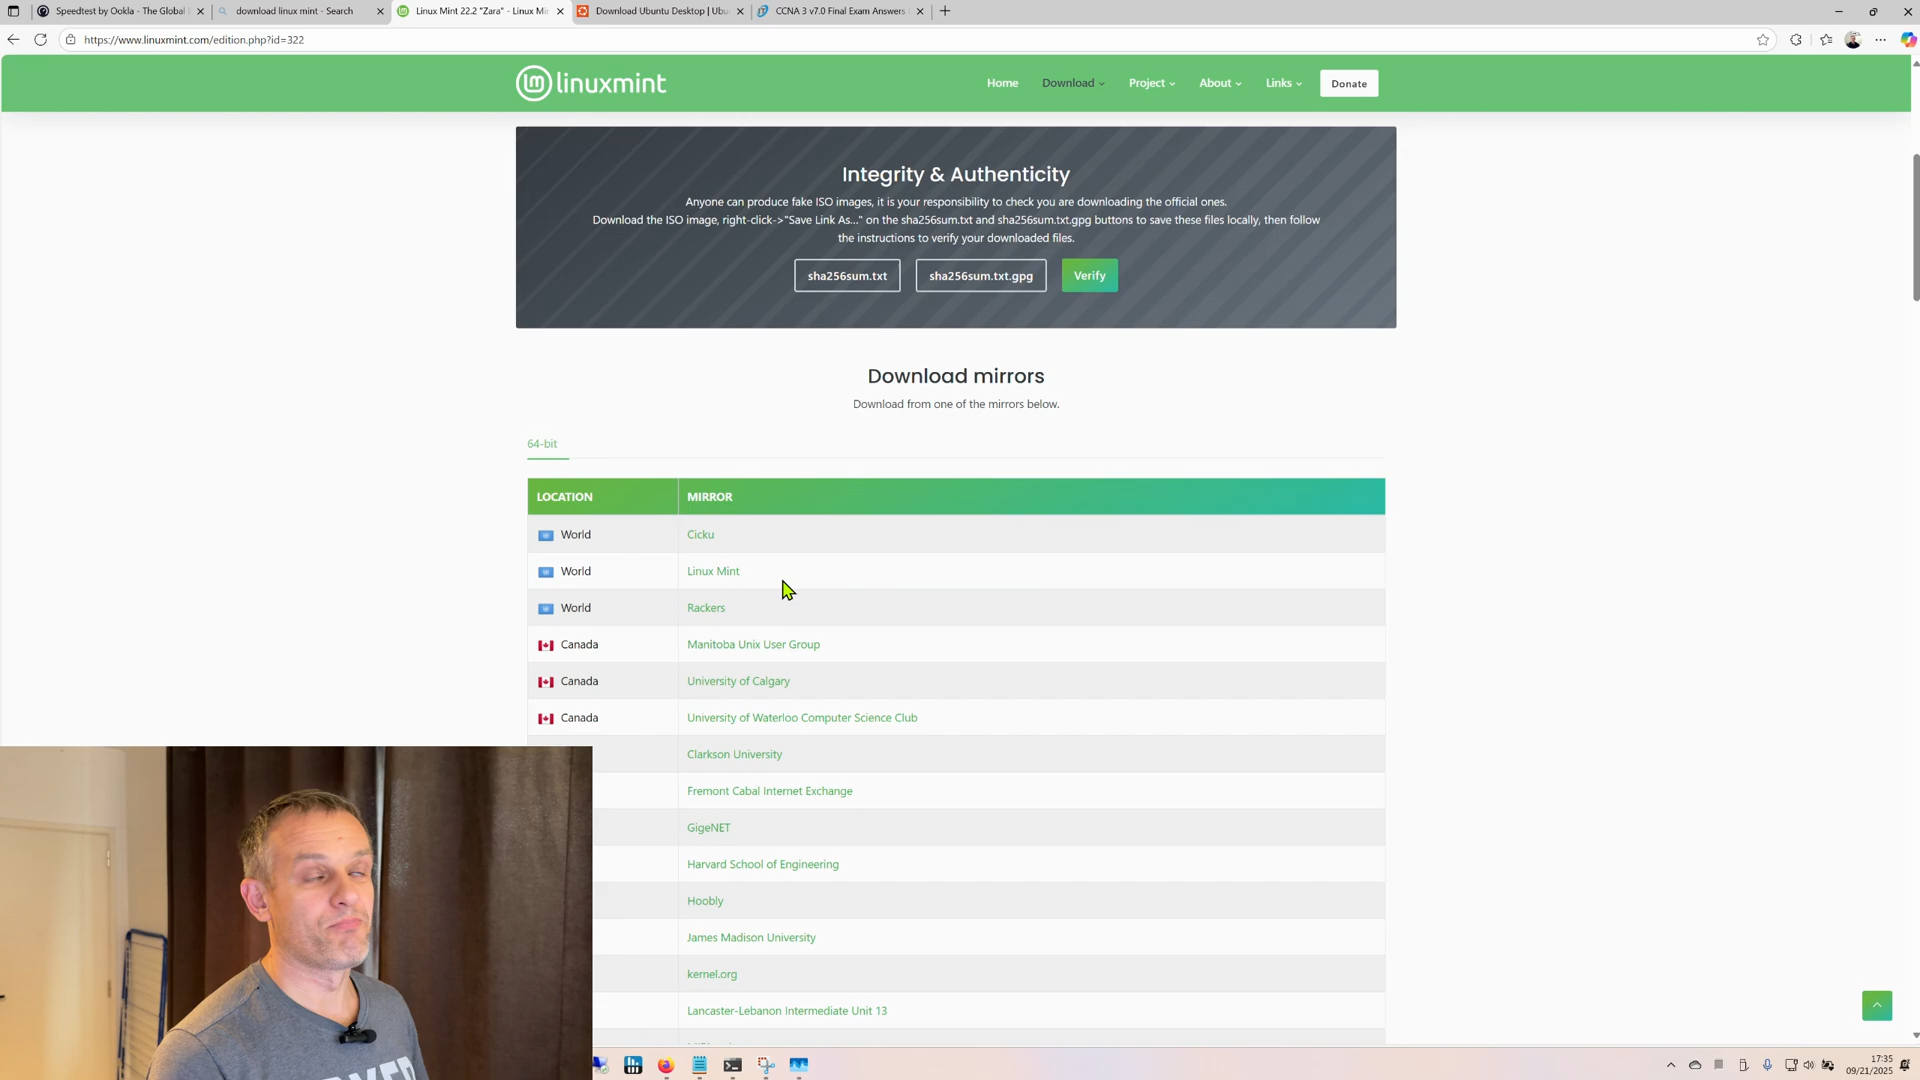 Speedtest by Ookla - The Global
download linux mint - Search
Linux Mint 22.2 "Zara" - Linux Mi
Download Ubuntu Desktop | Ubu
CCNA 3 v7.0 Final Exam Answers
https://www.linuxmint.com/edition.php?id=322
lm linuxmint
Home
Download
Project
About
Links
Donate
Integrity & Authenticity
Anyone can produce fake ISO images, it is your responsibility to check you are downloading the official ones.
Download the ISO image, right-click->"Save Link As..." on the sha256sum.txt and sha256sum.txt.gpg buttons to save these files locally, then follow
the instructions to verify your downloaded files.
sha256sum.txt
sha256sum.txt.gpg
Verify
Download mirrors
Download from one of the mirrors below.
64-bit
LOCATION
MIRROR
World
Cicku
World
Linux Mint
World
Rackers
Canada
Manitoba Unix User Group
Canada
University of Calgary
Canada
University of Waterloo Computer Science Club
Clarkson University
Fremont Cabal Internet Exchange
GigeNET
Harvard School of Engineering
Hoobly
James Madison University
kernel.org
Lancaster-Lebanon Intermediate Unit 13
17:35
09/21/2025